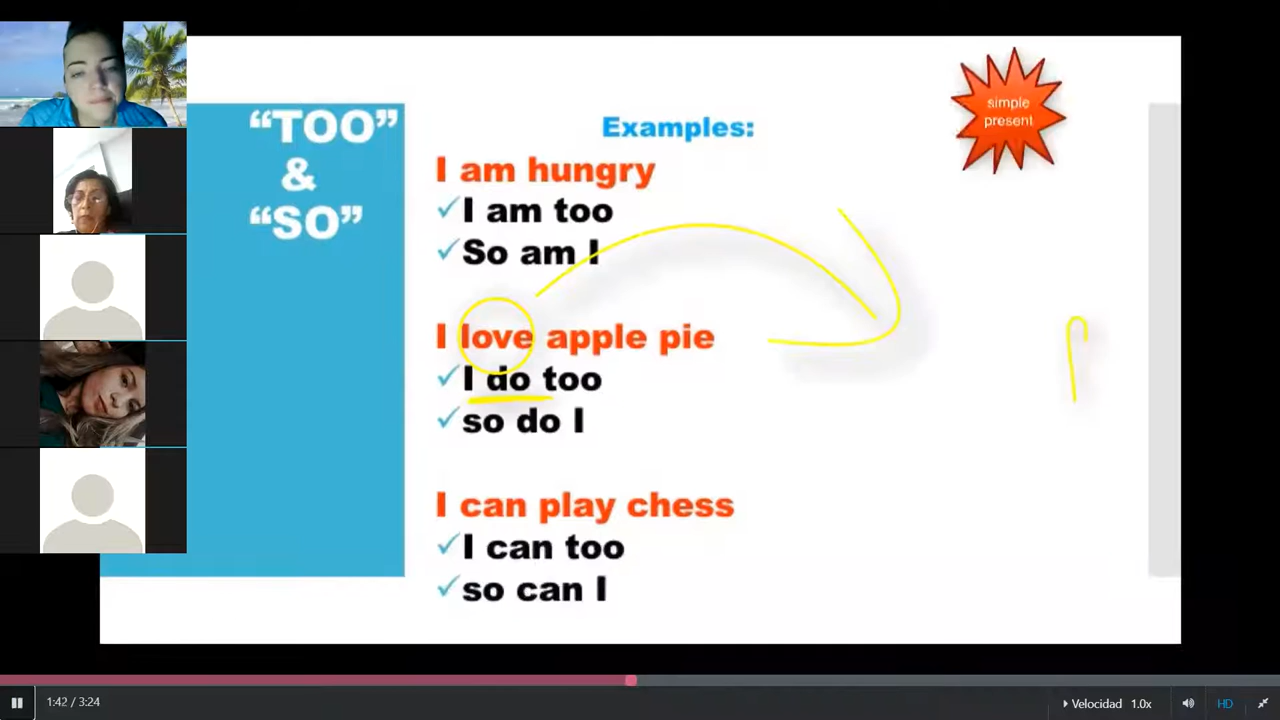 “TOO”
&
“SO”
Examples:
simple
present
I am hungry
✓I am too
✓So am I
I love apple pie
✓I do too
✓so do I
I can play chess
✓I can too
✓so can I
1:42 / 3:24
Velocidad 1.0x
HD